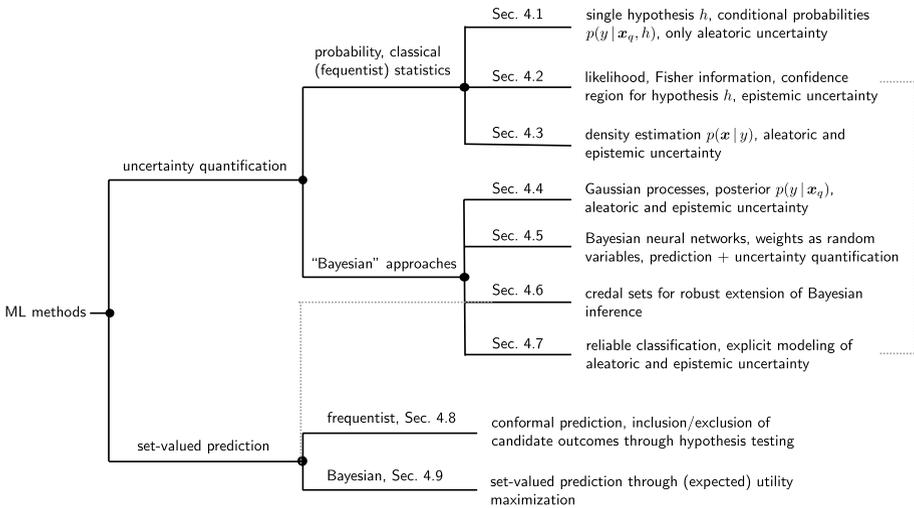 Sec. 4.1
single hypothesis h, conditional probabilities
p(y | x_q, h), only aleatoric uncertainty
probability, classical
(fequentist) statistics
Sec. 4.2
likelihood, Fisher information, confidence
region for hypothesis h, epistemic uncertainty
Sec. 4.3
density estimation p(x | y), aleatoric and
epistemic uncertainty
uncertainty quantification
Sec. 4.4
Gaussian processes, posterior p(y | x_q),
aleatoric and epistemic uncertainty
Sec. 4.5
Bayesian neural networks, weights as random
variables, prediction + uncertainty quantification
“Bayesian” approaches
Sec. 4.6
credal sets for robust extension of Bayesian
inference
ML methods
Sec. 4.7
reliable classification, explicit modeling of
aleatoric and epistemic uncertainty
frequentist, Sec. 4.8
conformal prediction, inclusion/exclusion of
candidate outcomes through hypothesis testing
set-valued prediction
Bayesian, Sec. 4.9
set-valued prediction through (expected) utility
maximization